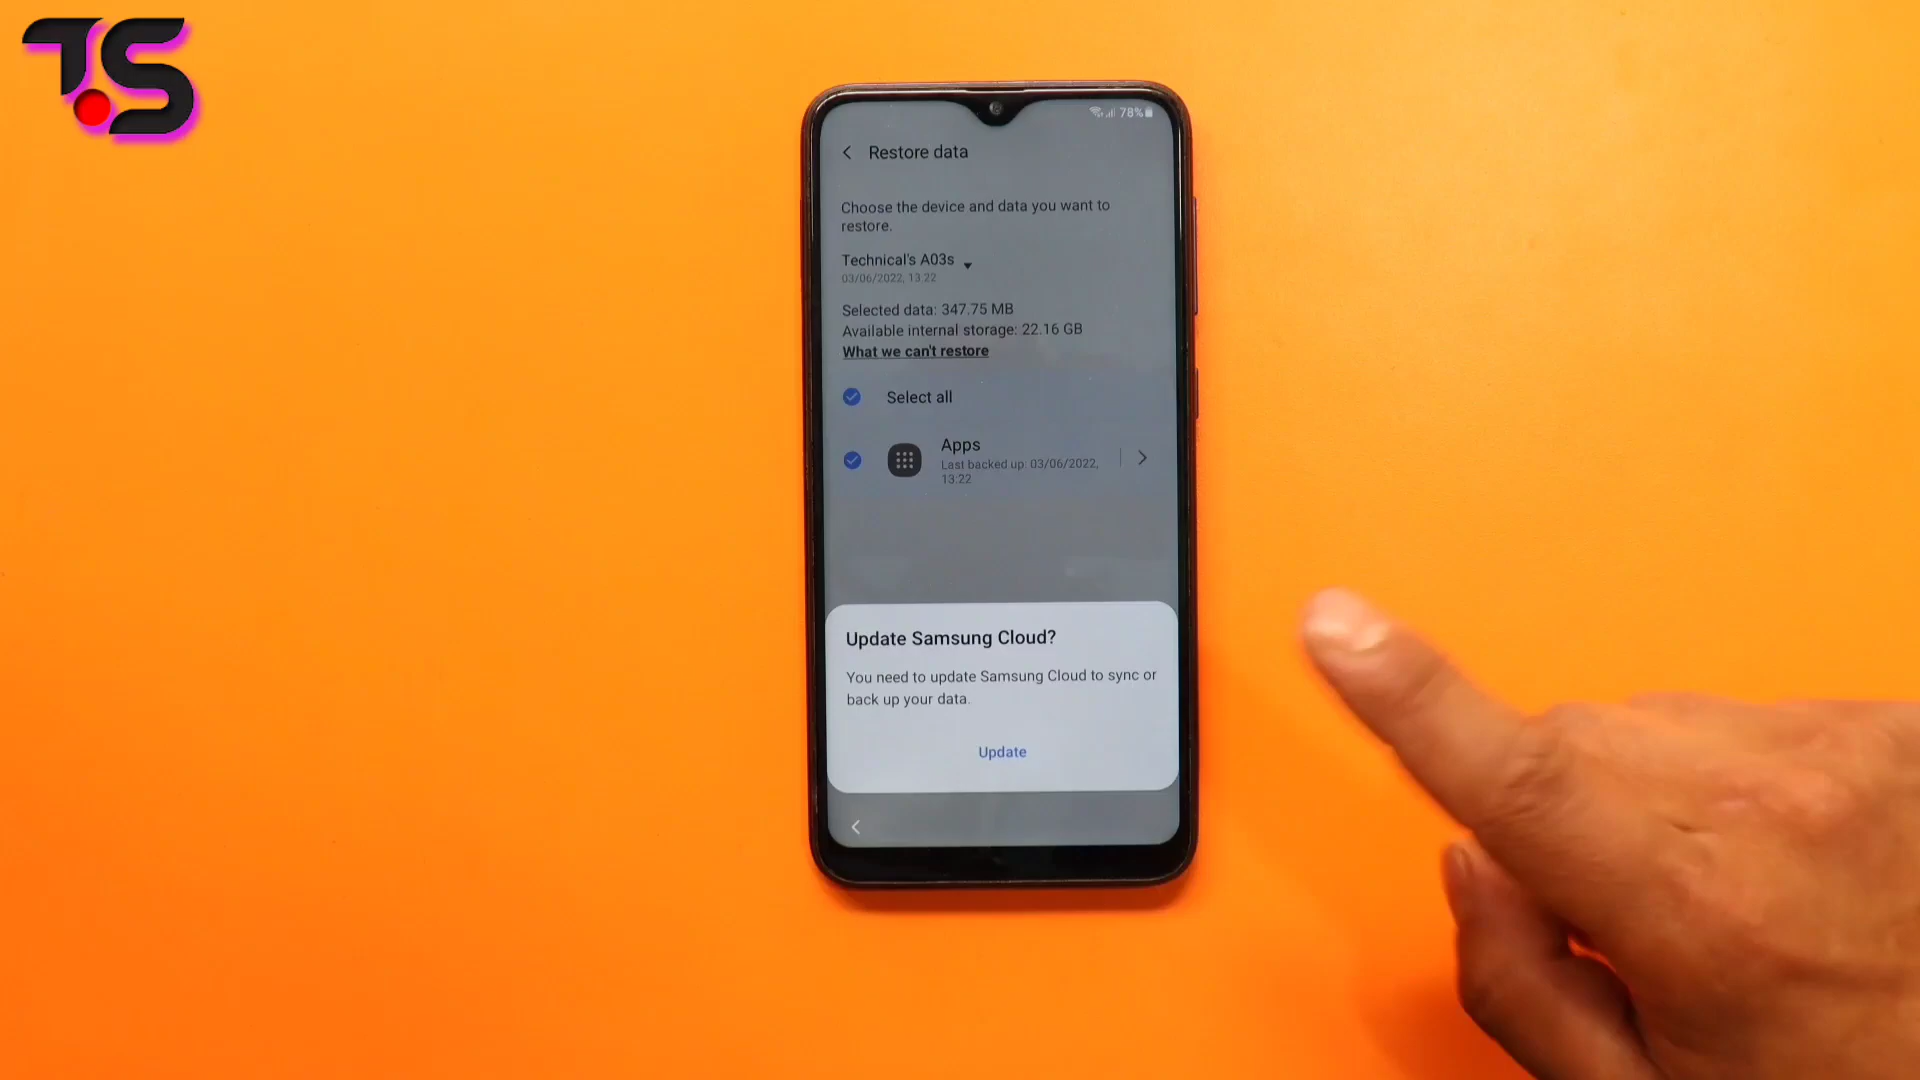 TS
78%
Restore data
Choose the device and data you want to
restore.
Technical's A03s
03/06/2022, 13:22
Selected data: 347.75 MB
Available internal storage: 22.16 GB
What we can't restore
Select all
Apps
Last backed up: 03/06/2022,
13:22
Update Samsung Cloud?
You need to update Samsung Cloud to sync or
back up your data.
Update